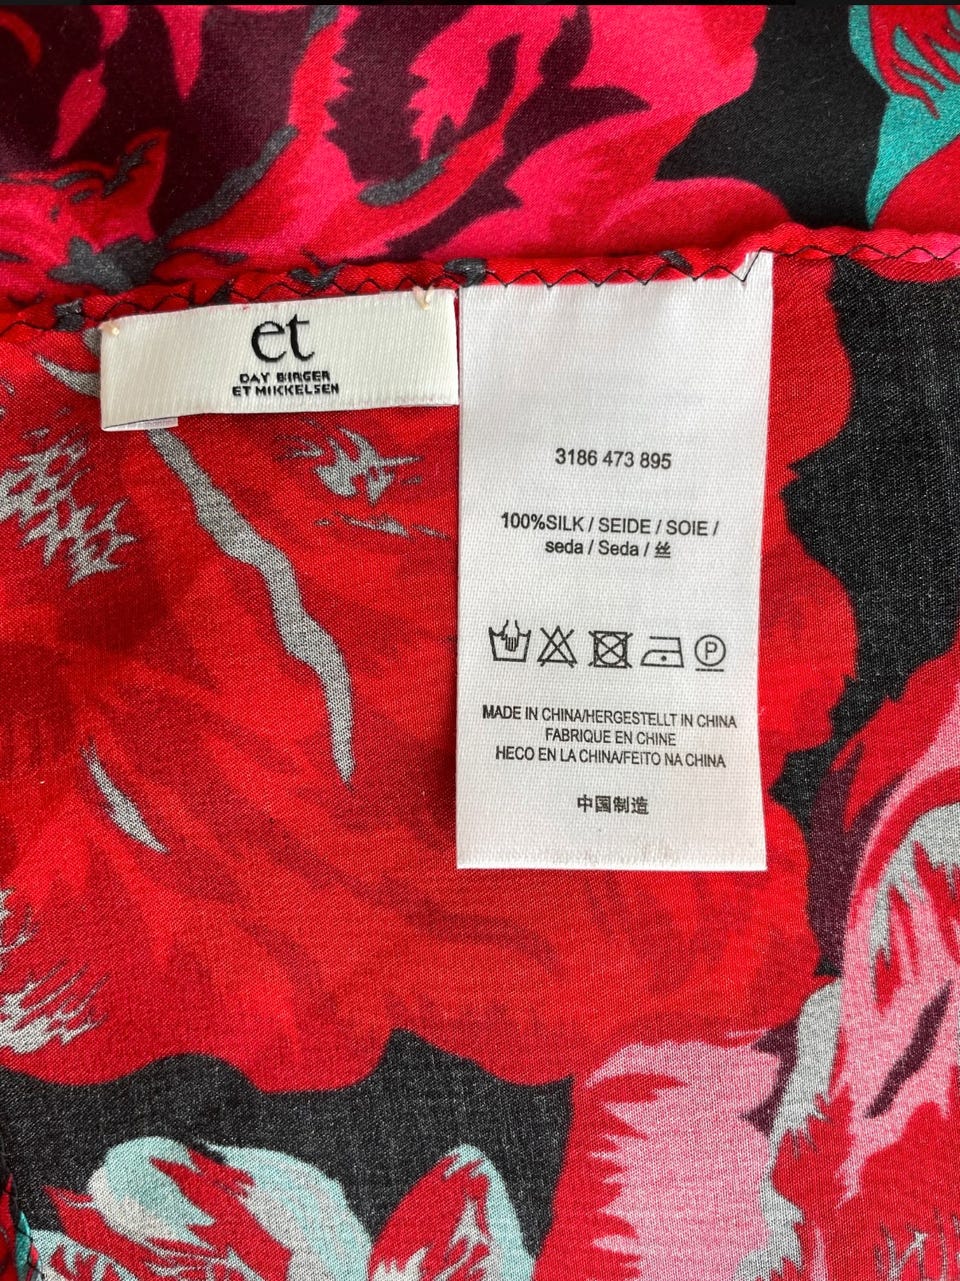 et
DAY BIRGER
ET MIKKELSEN
3186 473 895
100%SILK / SEIDE / SOIE /
seda / Seda / 丝
P
MADE IN CHINA/HERGESTELLT IN CHINA
FABRIQUE EN CHINE
HECO EN LA CHINA/FEITO NA CHINA
中国制造